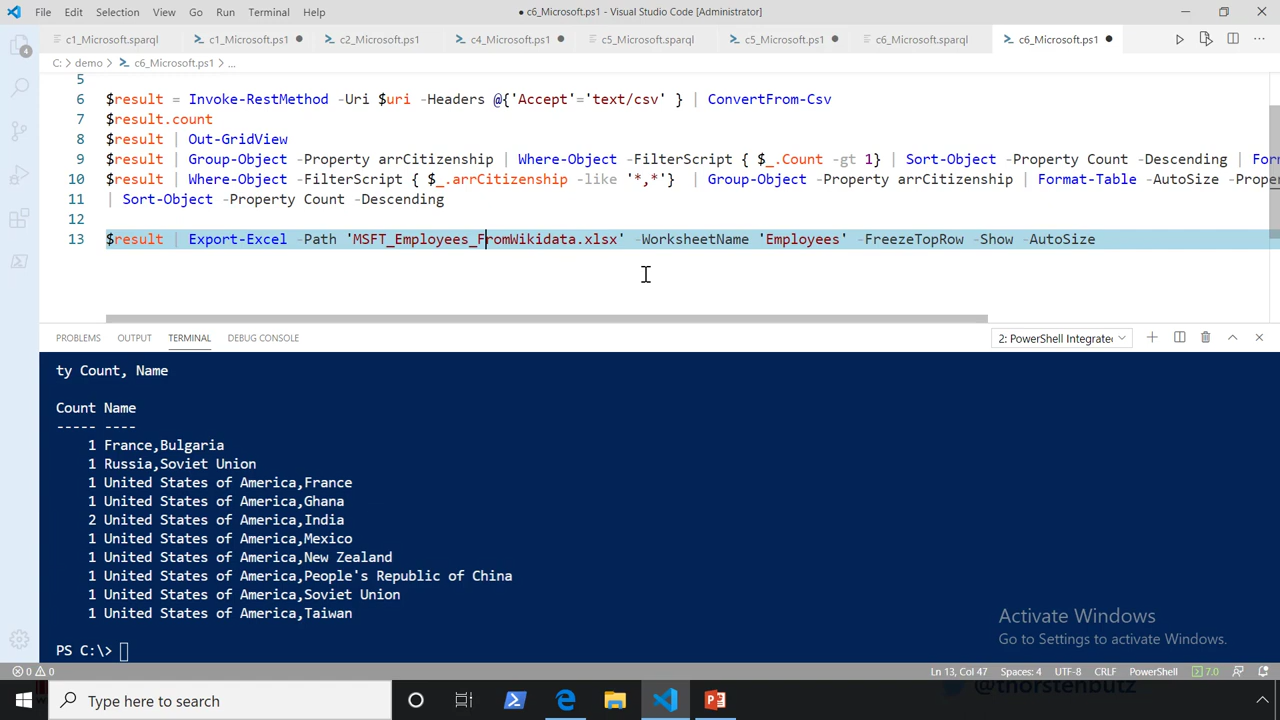 File Edit Selection View Go Run Terminal Help
● c6_Microsoft.ps1 - Visual Studio Code [Administrator]
c1_Microsoft.sparql c1_Microsoft.ps1 c2_Microsoft.ps1 c4_Microsoft.ps1 c5_Microsoft.sparql c5_Microsoft.ps1 c6_Microsoft.sparql c6_Microsoft.ps1
4
C: > demo > c6_Microsoft.ps1 > ...
5
6 $result = Invoke-RestMethod -Uri $uri -Headers @{'Accept'='text/csv' } | ConvertFrom-Csv
7 $result.count
8 $result | Out-GridView
9 $result | Group-Object -Property arrCitizenship | Where-Object -FilterScript { $_.Count -gt 1} | Sort-Object -Property Count -Descending | For
10 $result | Where-Object -FilterScript { $_.arrCitizenship -like '*,*'}  | Group-Object -Property arrCitizenship | Format-Table -AutoSize -Prope
11 | Sort-Object -Property Count -Descending
12
13 $result | Export-Excel -Path 'MSFT_Employees_FromWikidata.xlsx' -WorksheetName 'Employees' -FreezeTopRow -Show -AutoSize
PROBLEMS OUTPUT TERMINAL DEBUG CONSOLE
2: PowerShell Integrate
ty Count, Name
Count Name
----- ----
1 France,Bulgaria
1 Russia,Soviet Union
1 United States of America,France
1 United States of America,Ghana
2 United States of America,India
1 United States of America,Mexico
1 United States of America,New Zealand
1 United States of America,People's Republic of China
1 United States of America,Soviet Union
1 United States of America,Taiwan
Activate Windows
Go to Settings to activate Windows.
PS C:\>
0 0
Ln 13, Col 47 Spaces: 4 UTF-8 CRLF PowerShell 7.0
@thorstenbutz
Type here to search